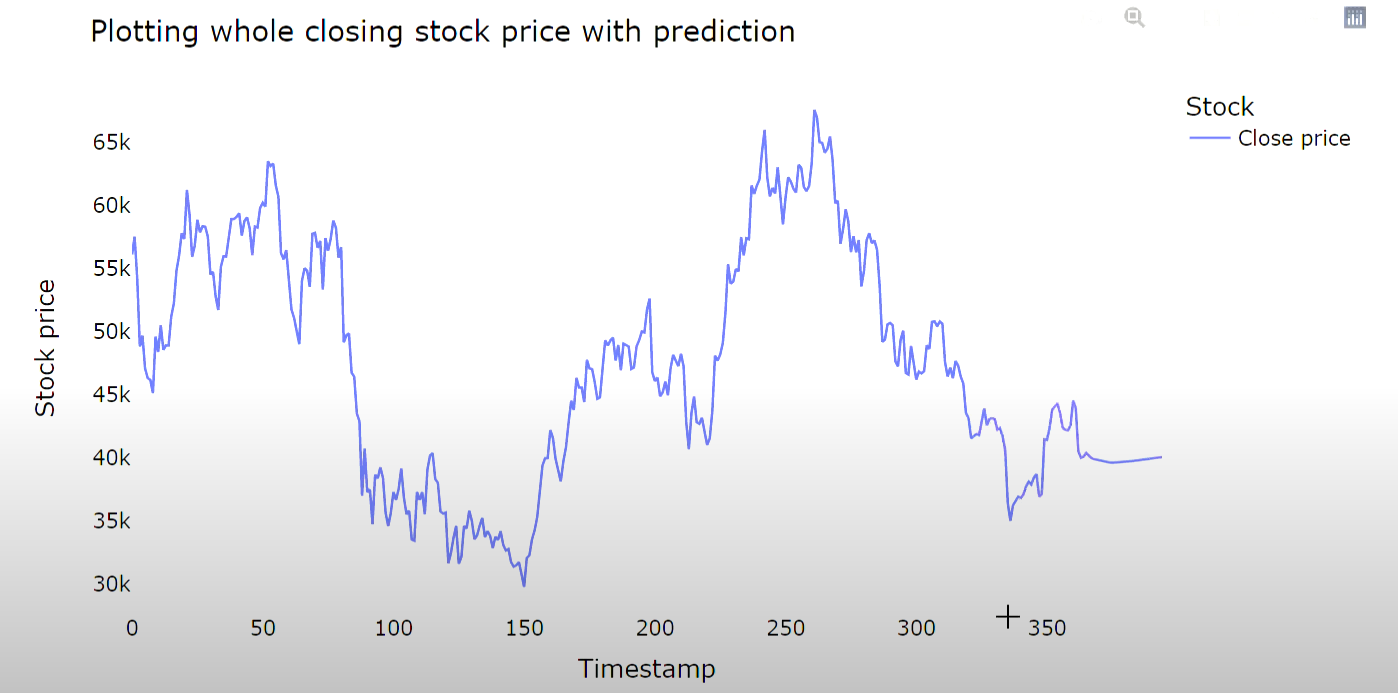 Plotting whole closing stock price with prediction
Stock
Close price
65k
60k
55k
50k
45k
40k
35k
30k
Stock price
0 50 100 150 200 250 300 350
Timestamp